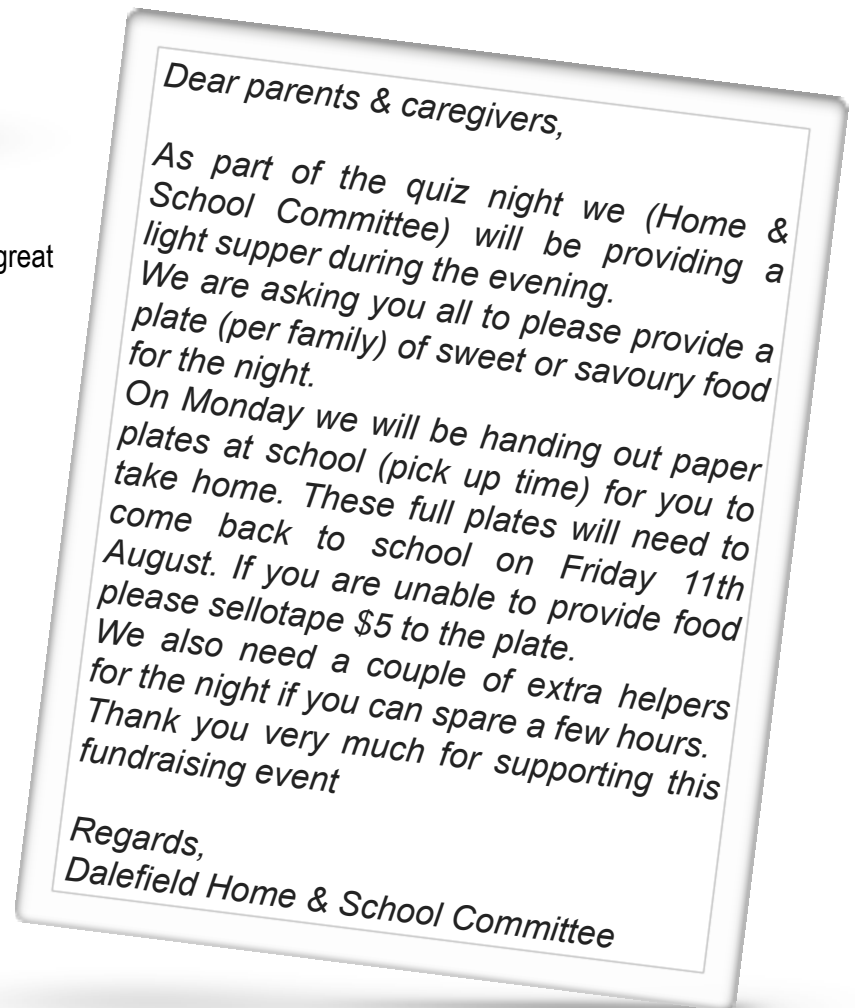 great
Dear parents & caregivers,
As part of the quiz night we (Home &
School Committee) will be providing a
light supper during the evening.
We are asking you all to please provide a
plate (per family) of sweet or savoury food
for the night.
On Monday we will be handing out paper
plates at school (pick up time) for you to
take home. These full plates will need to
come back to school on Friday 11th
August. If you are unable to provide food
please sellotape $5 to the plate.
We also need a couple of extra helpers
for the night if you can spare a few hours.
Thank you very much for supporting this
fundraising event
Regards,
Dalefield Home & School Committee